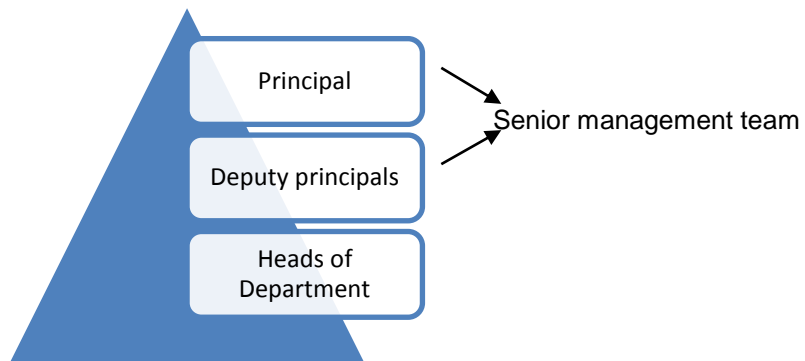 Principal
Senior management team
Deputy principals
Heads of
Department